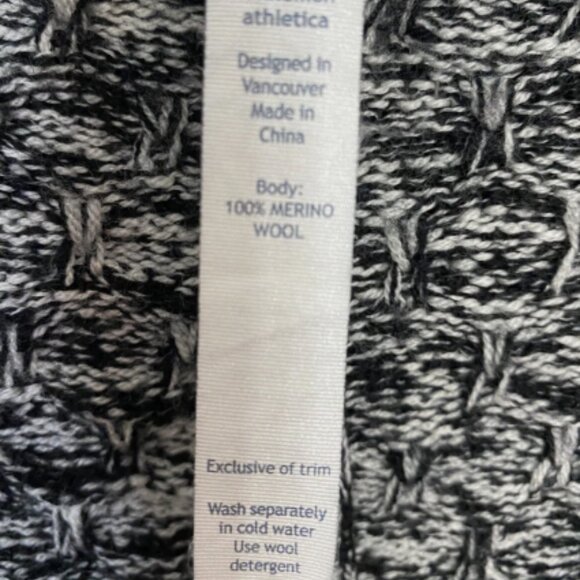 athletica
Designed in
Vancouver
Made in
China
Body:
100% MERINO
WOOL
Exclusive of trim
Wash separately
in cold water
Use wool
detergent